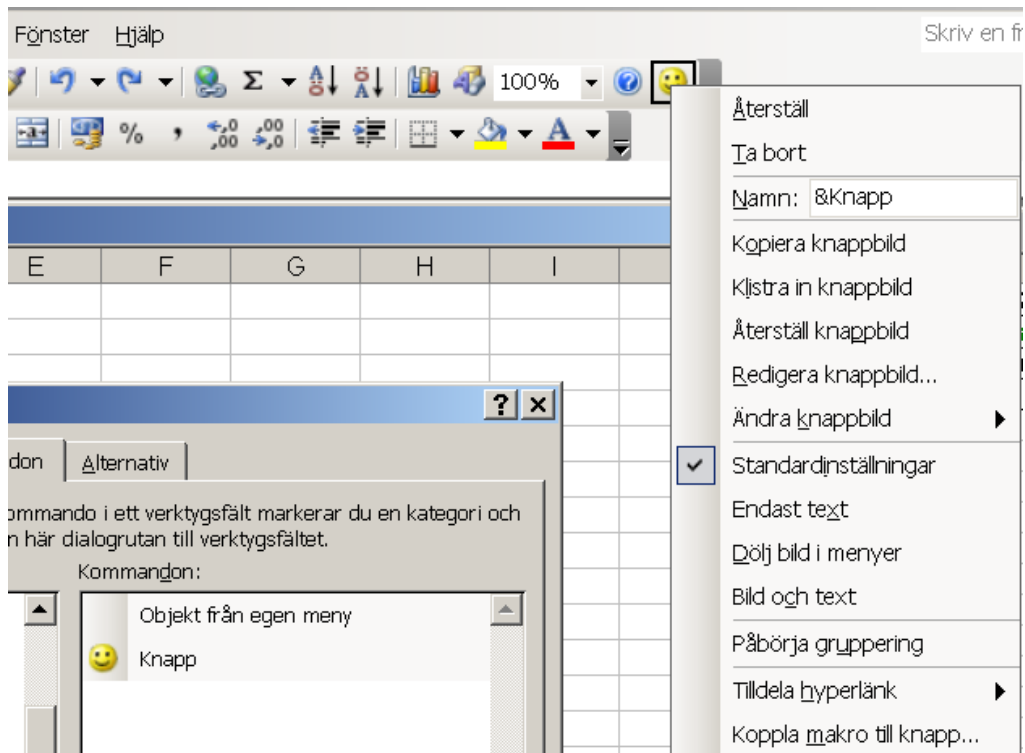 Fönster Hjälp
Skriv en fr
100%
Återställ
Ta bort
Namn: &Knapp
Kopiera knappbild
Klistra in knappbild
Återställ knappbild
Redigera knappbild...
Ändra knappbild
Standardinställningar
Endast text
Dölj bild i menyer
Bild och text
Påbörja gruppering
Tilldela hyperlänk
Koppla makro till knapp...
E F G H I
don Alternativ
ommando i ett verktygsfält markerar du en kategori och
n här dialogrutan till verktygsfältet.
Kommandon:
Objekt från egen meny
Knapp